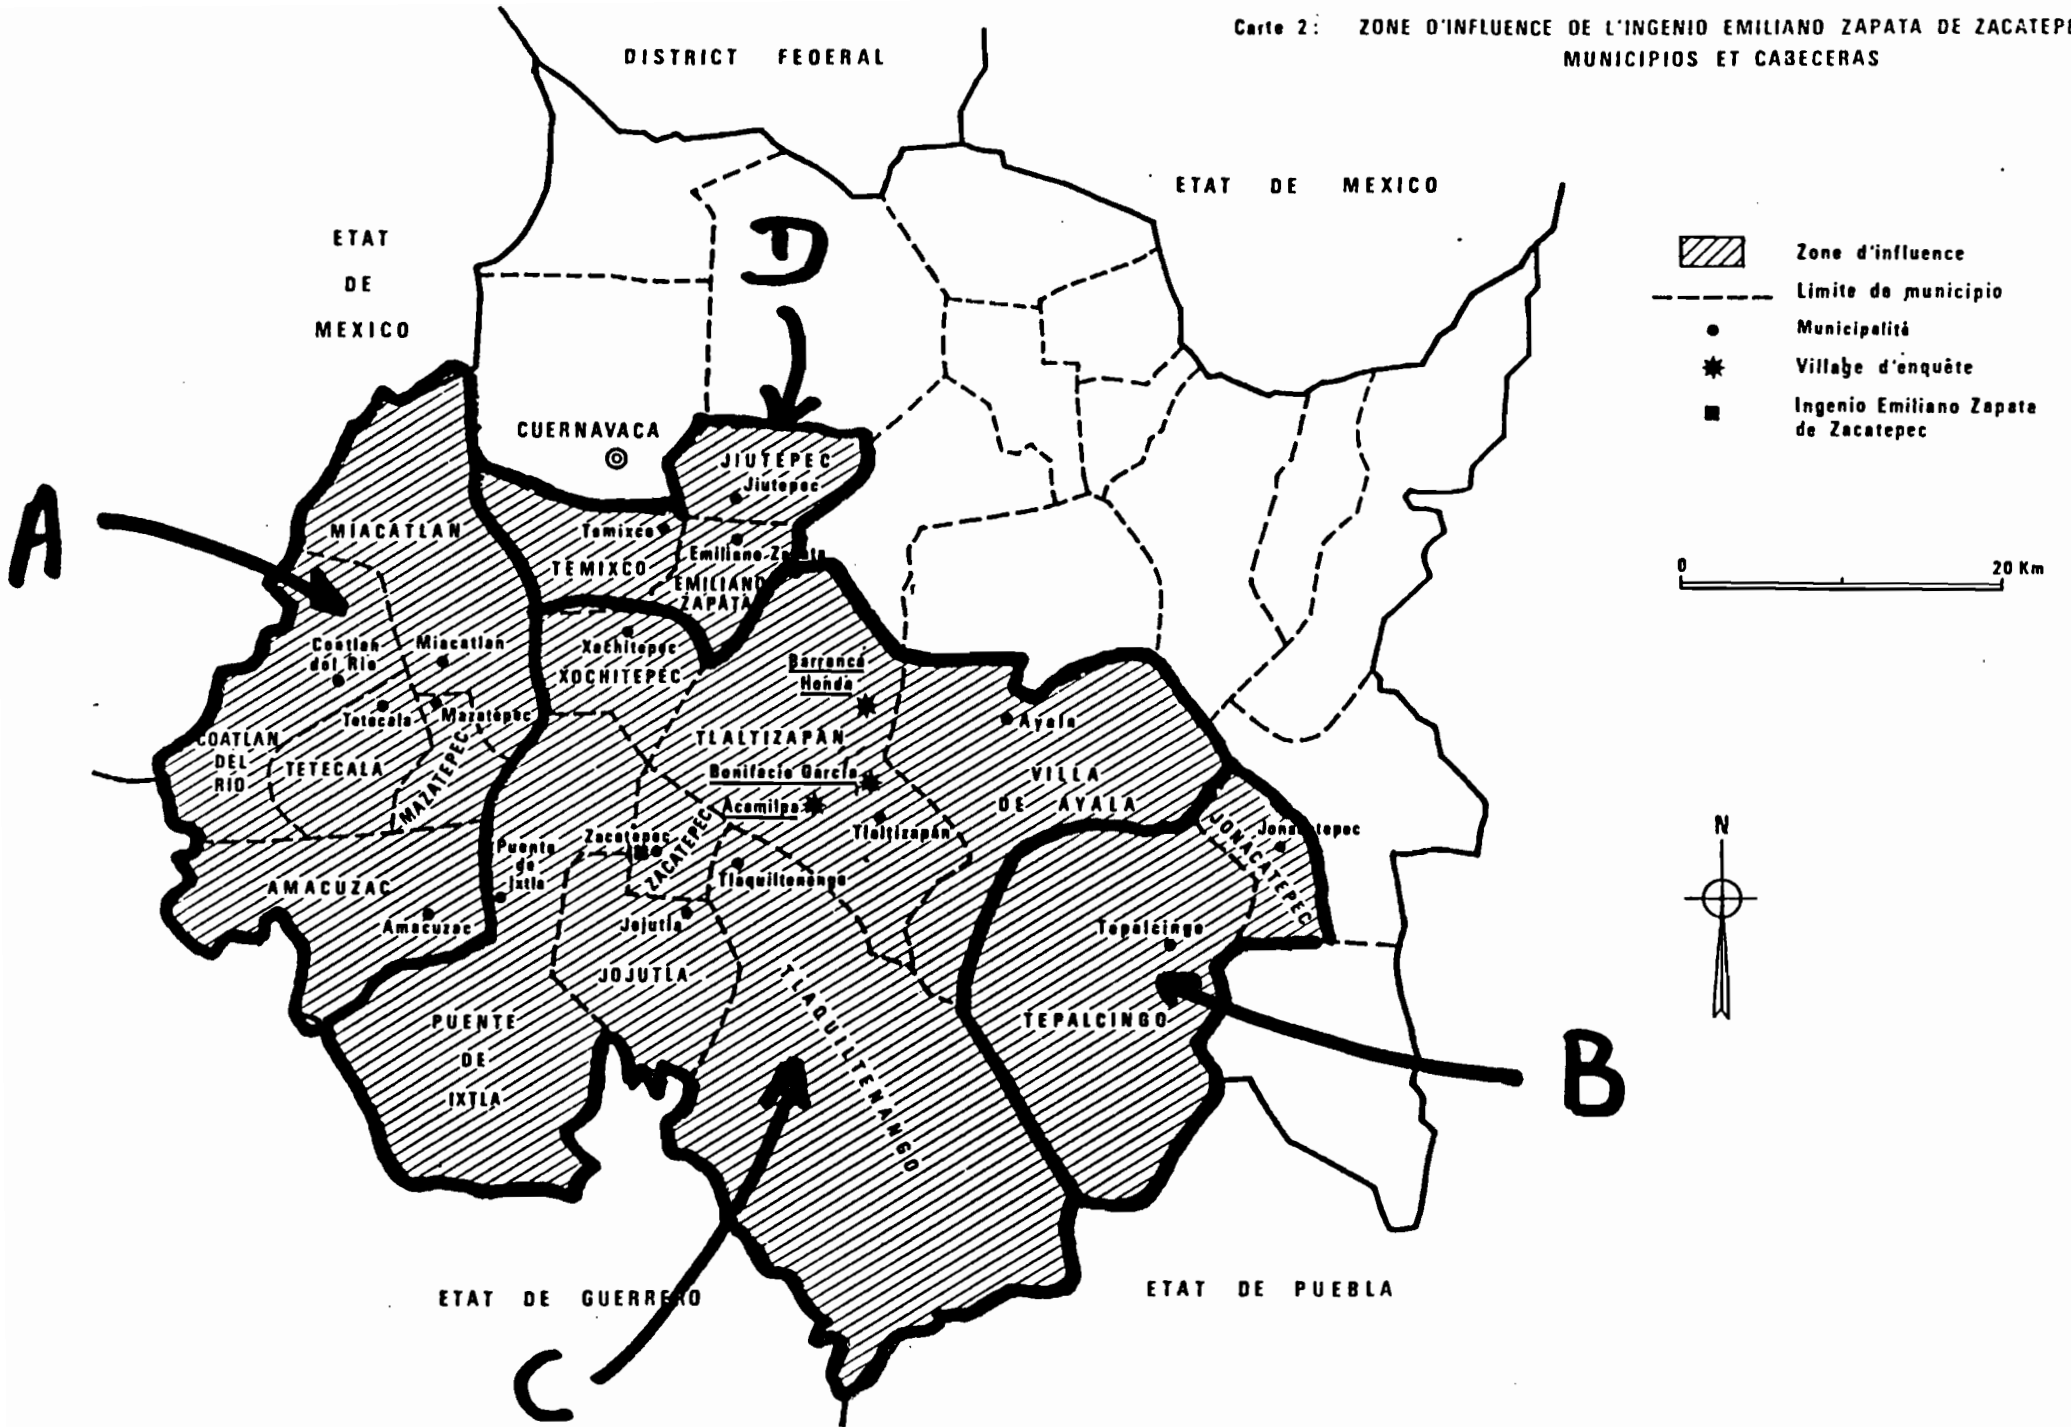 Carte 2: ZONE D'INFLUENCE DE L'INGENIO EMILIANO ZAPATA DE ZACATEPE
MUNICIPIOS ET CABECERAS
DISTRICT FEDERAL
ETAT DE MEXICO
ETAT
DE
MEXICO
D
Zone d'influence
Limite de municipio
Municipalité
Village d'enquête
Ingenio Emiliano Zapata
de Zacatepec
0 20 Km
N
CUERNAVACA
JIUTEPEC
Jiutepec
A
MIACATLAN
Temixco
TEMIXCO
Emiliano Zapata
EMILIANO
ZAPATA
Coatlan
del Rio
Miacatlan
Xochitepec
XOCHITEPEC
Barranca
Honda
Tetecala
Mazatepec
Ayala
COATLAN
DEL
RIO
TETECALA
MAZATEPEC
TLALTIZAPAN
Bonifacio García
Acamilpa
Tlaltizapán
VILLA
DE AYALA
JONACATEPEC
Jonacatepec
Puente
de
Ixtla
Zacatepec
ZACATEPEC
Tlaquiltenango
AMACUZAC
Amacuzac
Jojutla
JOJUTLA
Tepalcingo
TEPALCINGO
TLAQUILTENANGO
PUENTE
DE
IXTLA
B
ETAT DE GUERRERO
ETAT DE PUEBLA
C